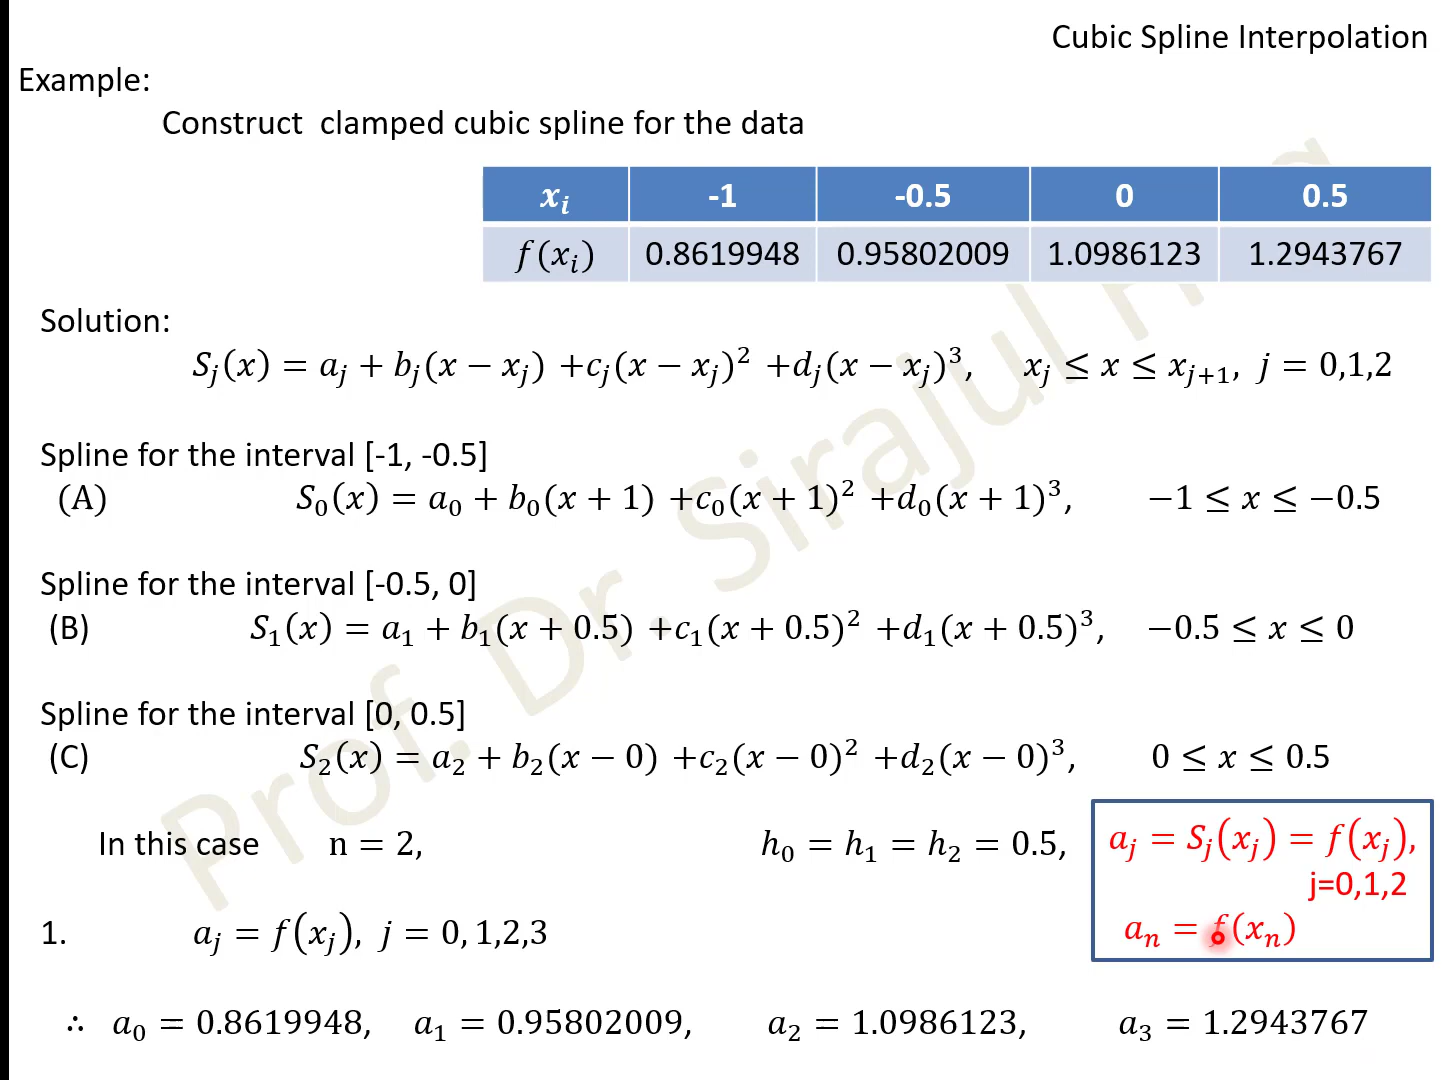 Cubic Spline Interpolation
Example:
Construct clamped cubic spline for the data
xᵢ -1 -0.5 0 0.5
f(xᵢ) 0.8619948 0.95802009 1.0986123 1.2943767
Solution:
Sⱼ(x) = aⱼ + bⱼ(x − xⱼ) +cⱼ(x − xⱼ)² +dⱼ(x − xⱼ)³, xⱼ ≤ x ≤ xⱼ₊₁, j = 0,1,2
Spline for the interval [-1, -0.5]
(A) S₀(x) = a₀ + b₀(x + 1) +c₀(x + 1)² +d₀(x + 1)³, −1 ≤ x ≤ −0.5
Spline for the interval [-0.5, 0]
(B) S₁(x) = a₁ + b₁(x + 0.5) +c₁(x + 0.5)² +d₁(x + 0.5)³, −0.5 ≤ x ≤ 0
Spline for the interval [0, 0.5]
(C) S₂(x) = a₂ + b₂(x − 0) +c₂(x − 0)² +d₂(x − 0)³, 0 ≤ x ≤ 0.5
In this case n = 2, h₀ = h₁ = h₂ = 0.5,
aⱼ = Sⱼ(xⱼ) = f(xⱼ),
j=0,1,2
aₙ = f(xₙ)
1. aⱼ = f(xⱼ), j = 0, 1,2,3
∴ a₀ = 0.8619948, a₁ = 0.95802009, a₂ = 1.0986123, a₃ = 1.2943767
Prof. Dr. Sirajul